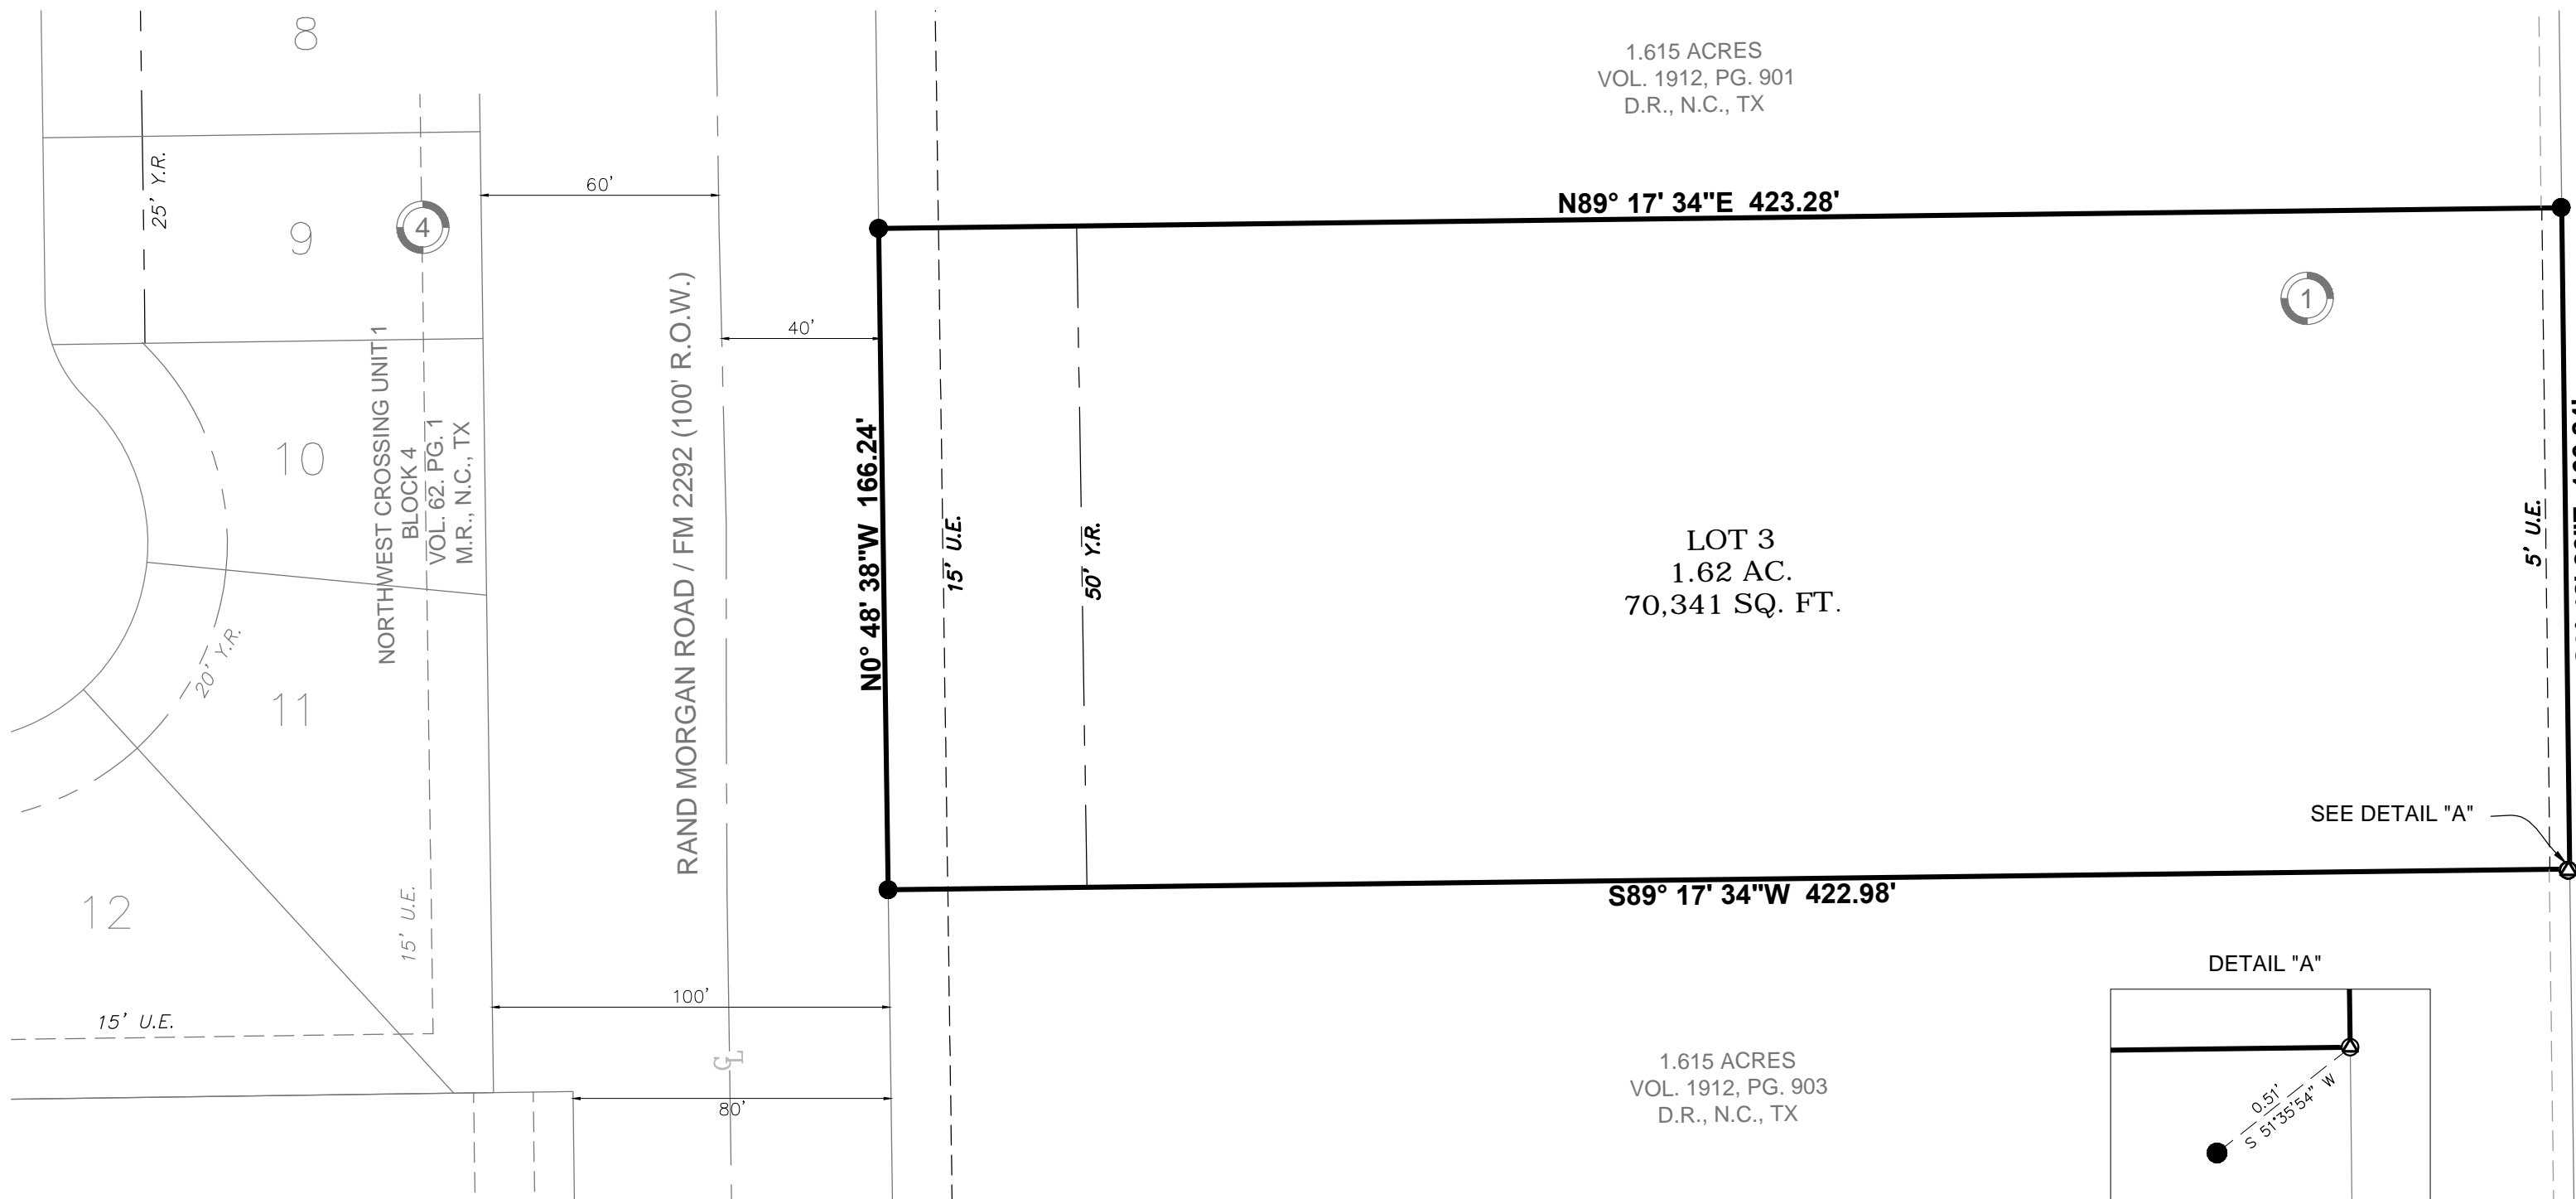 8
1.615 ACRES
VOL. 1912, PG. 901
D.R., N.C., TX
25' Y.R.
60'
N89° 17' 34"E 423.28'
9
4
1
40'
RAND MORGAN ROAD / FM 2292 (100' R.O.W.)
NORTHWEST CROSSING UNIT 1
BLOCK 4
VOL. 62. PG. 1
M.R., N.C., TX
10
N0° 48' 38"W 166.24'
15' U.E.
50' Y.R.
LOT 3
1.62 AC.
70,341 SQ. FT.
5' U.E.
20' Y.R.
11
SEE DETAIL "A"
12
15' U.E.
S89° 17' 34"W 422.98'
DETAIL "A"
100'
15' U.E.
CL
80'
1.615 ACRES
VOL. 1912, PG. 903
D.R., N.C., TX
0.51'
S 51°35'54" W